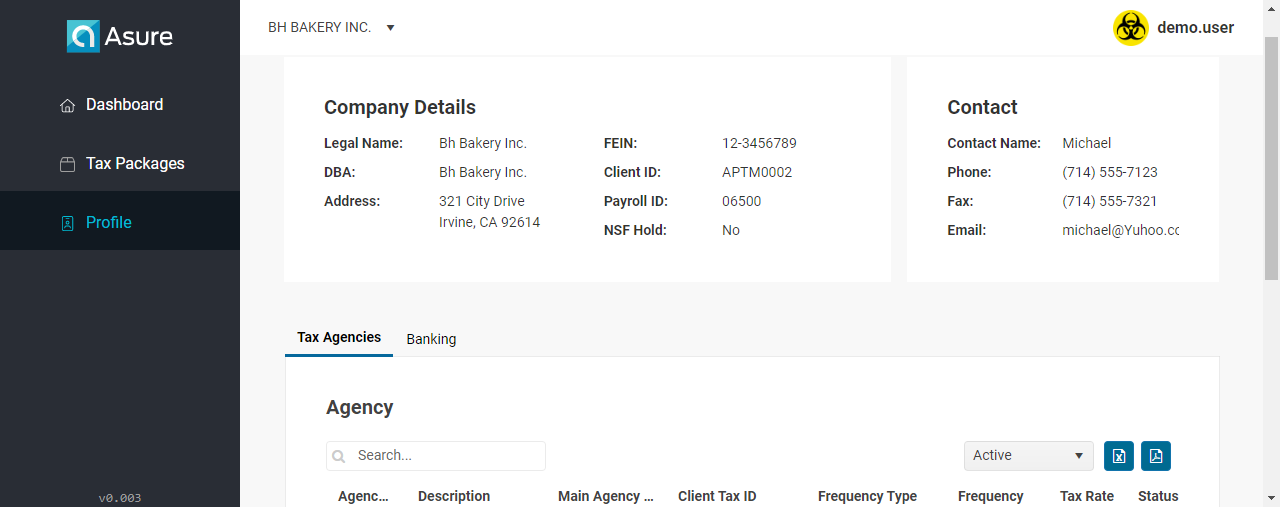 Asure
BH BAKERY INC.
demo.user
Dashboard
Tax Packages
Profile
v0.003
Company Details
Legal Name: Bh Bakery Inc. FEIN: 12-3456789
DBA: Bh Bakery Inc. Client ID: APTM0002
Address: 321 City Drive Payroll ID: 06500
Irvine, CA 92614 NSF Hold: No
Contact
Contact Name: Michael
Phone: (714) 555-7123
Fax: (714) 555-7321
Email: michael@Yuhoo.cc
Tax Agencies Banking
Agency
Search... Active
Agenc... Description Main Agency ... Client Tax ID Frequency Type Frequency Tax Rate Status